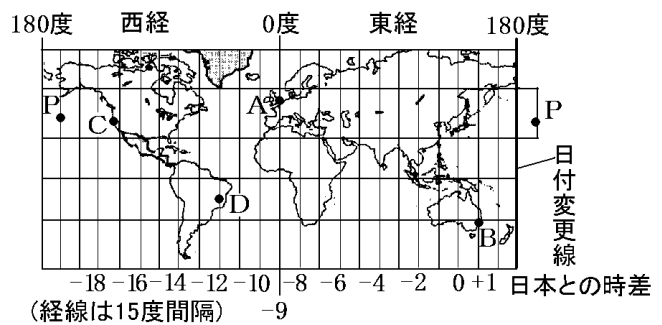 180度 西経 0度 東経 180度
P A P
C
D B
日付変更線
-18 -16 -14 -12 -10 -8 -6 -4 -2 0 +1 日本との時差
(経線は15度間隔) -9